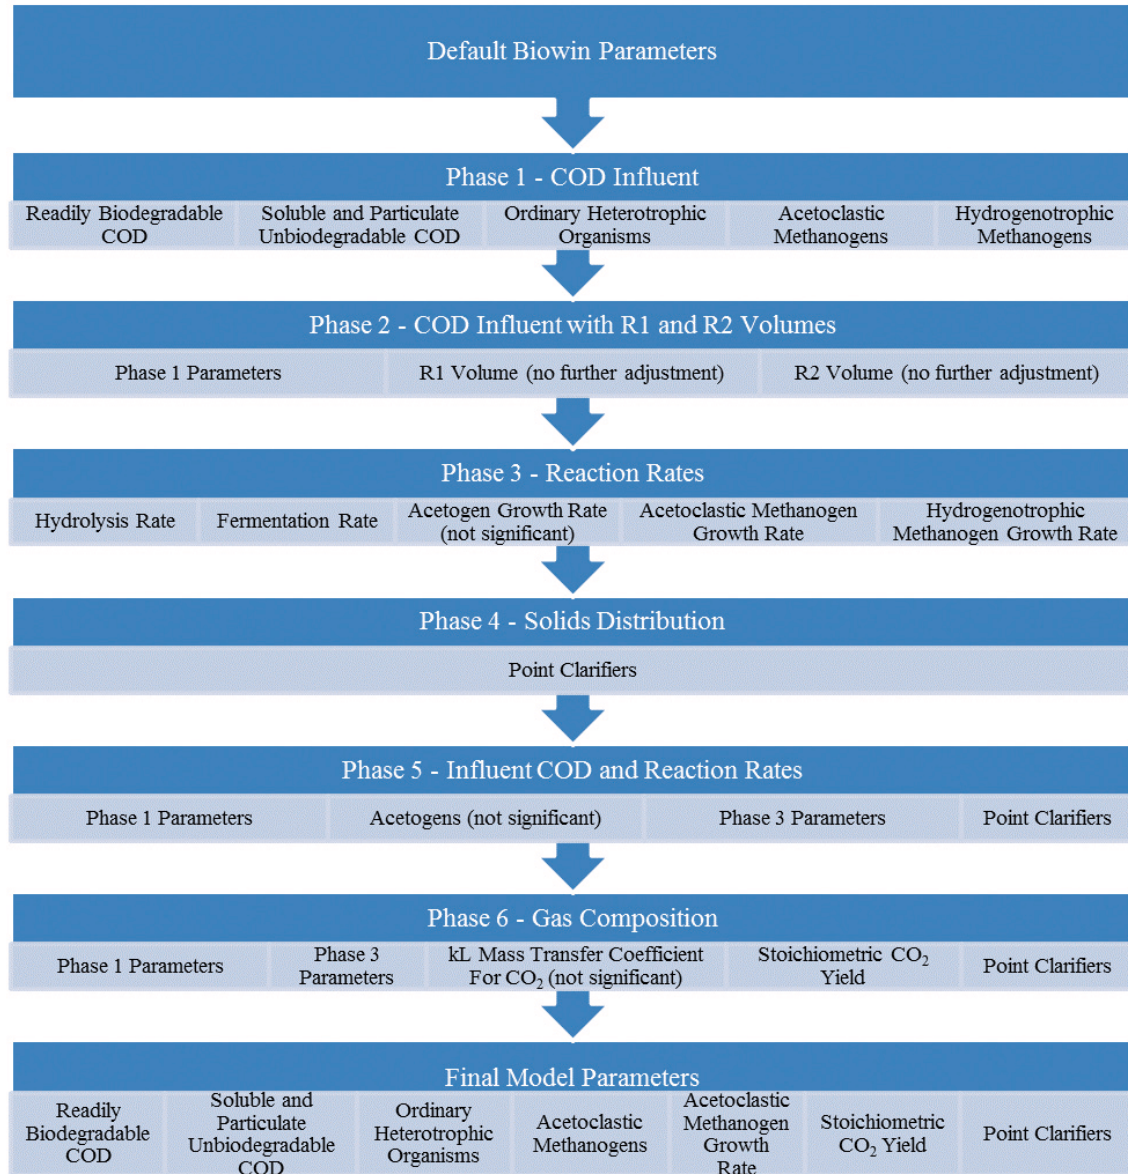 Default Biowin Parameters
Phase 1 - COD Influent
Readily Biodegradable
COD
Soluble and Particulate
Unbiodegradable COD
Ordinary Heterotrophic
Organisms
Acetoclastic
Methanogens
Hydrogenotrophic
Methanogens
Phase 2 - COD Influent with R1 and R2 Volumes
Phase 1 Parameters
R1 Volume (no further adjustment)
R2 Volume (no further adjustment)
Phase 3 - Reaction Rates
Hydrolysis Rate
Fermentation Rate
Acetogen Growth Rate
(not significant)
Acetoclastic Methanogen
Growth Rate
Hydrogenotrophic
Methanogen Growth Rate
Phase 4 - Solids Distribution
Point Clarifiers
Phase 5 - Influent COD and Reaction Rates
Phase 1 Parameters
Acetogens (not significant)
Phase 3 Parameters
Point Clarifiers
Phase 6 - Gas Composition
Phase 1 Parameters
Phase 3
Parameters
kL Mass Transfer Coefficient
For CO₂ (not significant)
Stoichiometric CO₂
Yield
Point Clarifiers
Final Model Parameters
Readily
Biodegradable
COD
Soluble and
Particulate
Unbiodegradable
COD
Ordinary
Heterotrophic
Organisms
Acetoclastic
Methanogens
Acetoclastic
Methanogen
Growth
Rate
Stoichiometric
CO₂ Yield
Point Clarifiers